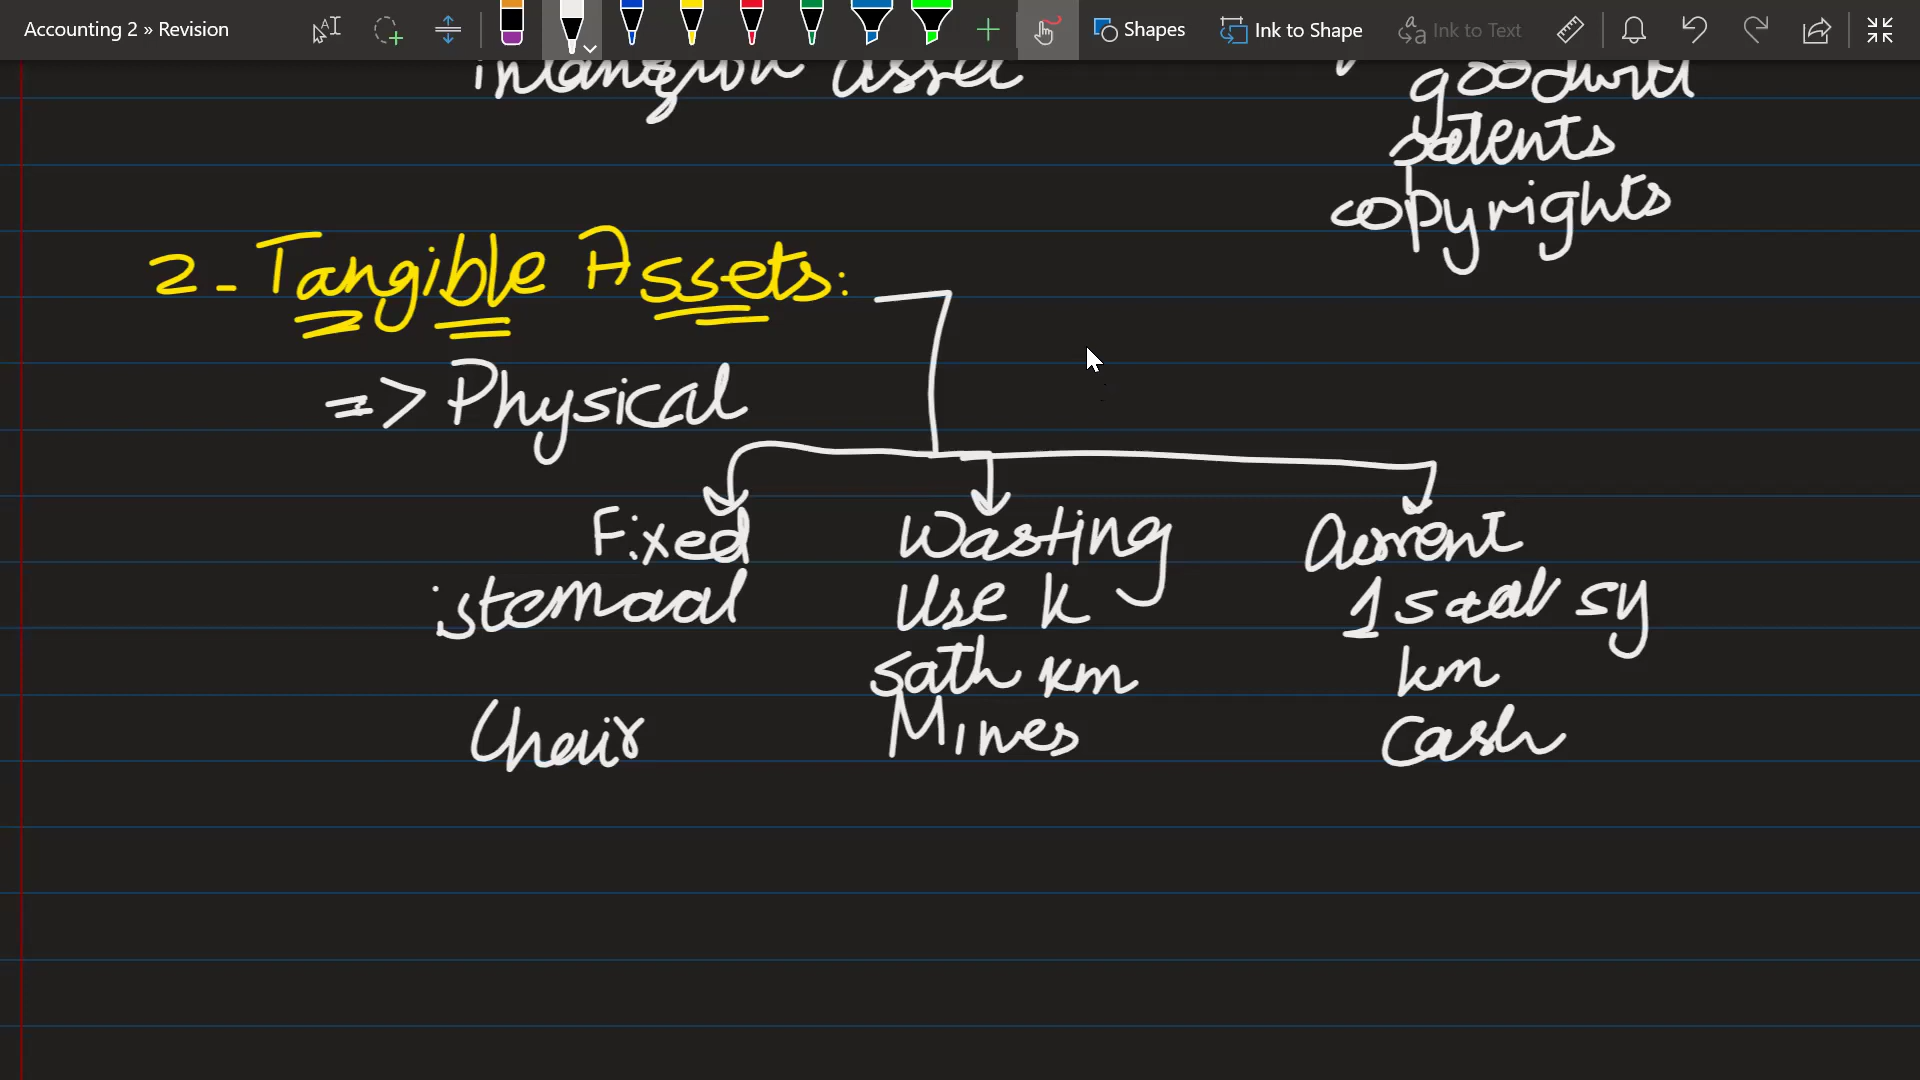 Accounting 2 » Revision
Shapes
Ink to Shape
Ink to Text
intangible asset
goodwill
patents
copyrights
2- Tangible Assets:
=> Physical
Fixed Wasting Current
istemaal Use k 1 saal sy
sath km km
Chair Mines Cash